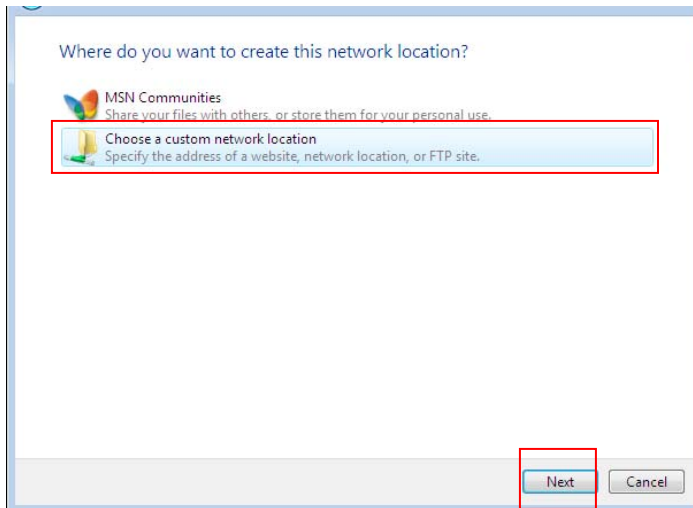 Where do you want to create this network location?
MSN Communities
Share your files with others, or store them for your personal use.
Choose a custom network location
Specify the address of a website, network location, or FTP site.
Next Cancel